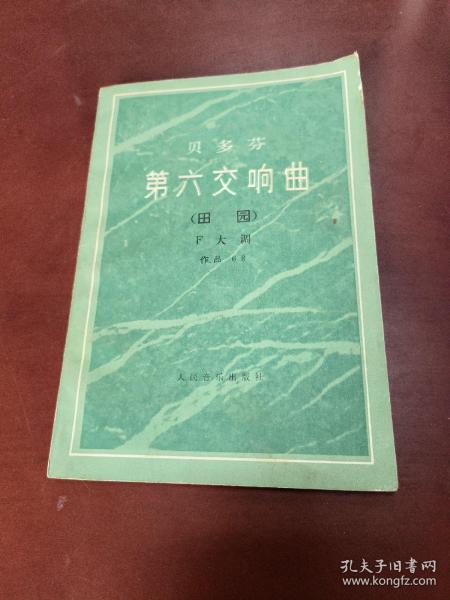 贝多芬
第六交响曲
(田园)
F大调
作品 68
人民音乐出版社
孔夫子旧书网
www.kongfz.com